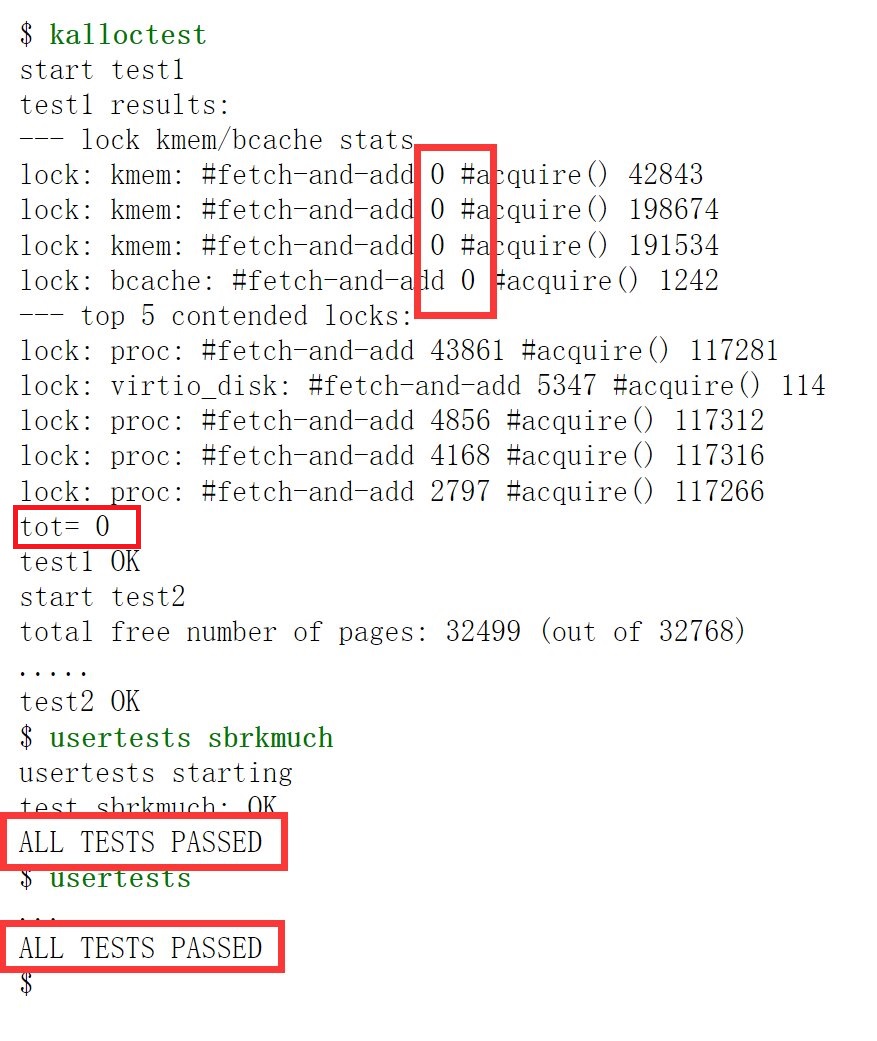 $ kalloctest
start test1
test1 results:
--- lock kmem/bcache stats
lock: kmem: #fetch-and-add 0 #acquire() 42843
lock: kmem: #fetch-and-add 0 #acquire() 198674
lock: kmem: #fetch-and-add 0 #acquire() 191534
lock: bcache: #fetch-and-add 0 #acquire() 1242
--- top 5 contended locks:
lock: proc: #fetch-and-add 43861 #acquire() 117281
lock: virtio_disk: #fetch-and-add 5347 #acquire() 114
lock: proc: #fetch-and-add 4856 #acquire() 117312
lock: proc: #fetch-and-add 4168 #acquire() 117316
lock: proc: #fetch-and-add 2797 #acquire() 117266
tot= 0
test1 OK
start test2
total free number of pages: 32499 (out of 32768)
.....
test2 OK
$ usertests sbrkmuch
usertests starting
test sbrkmuch: OK
ALL TESTS PASSED
$ usertests
...
ALL TESTS PASSED
$